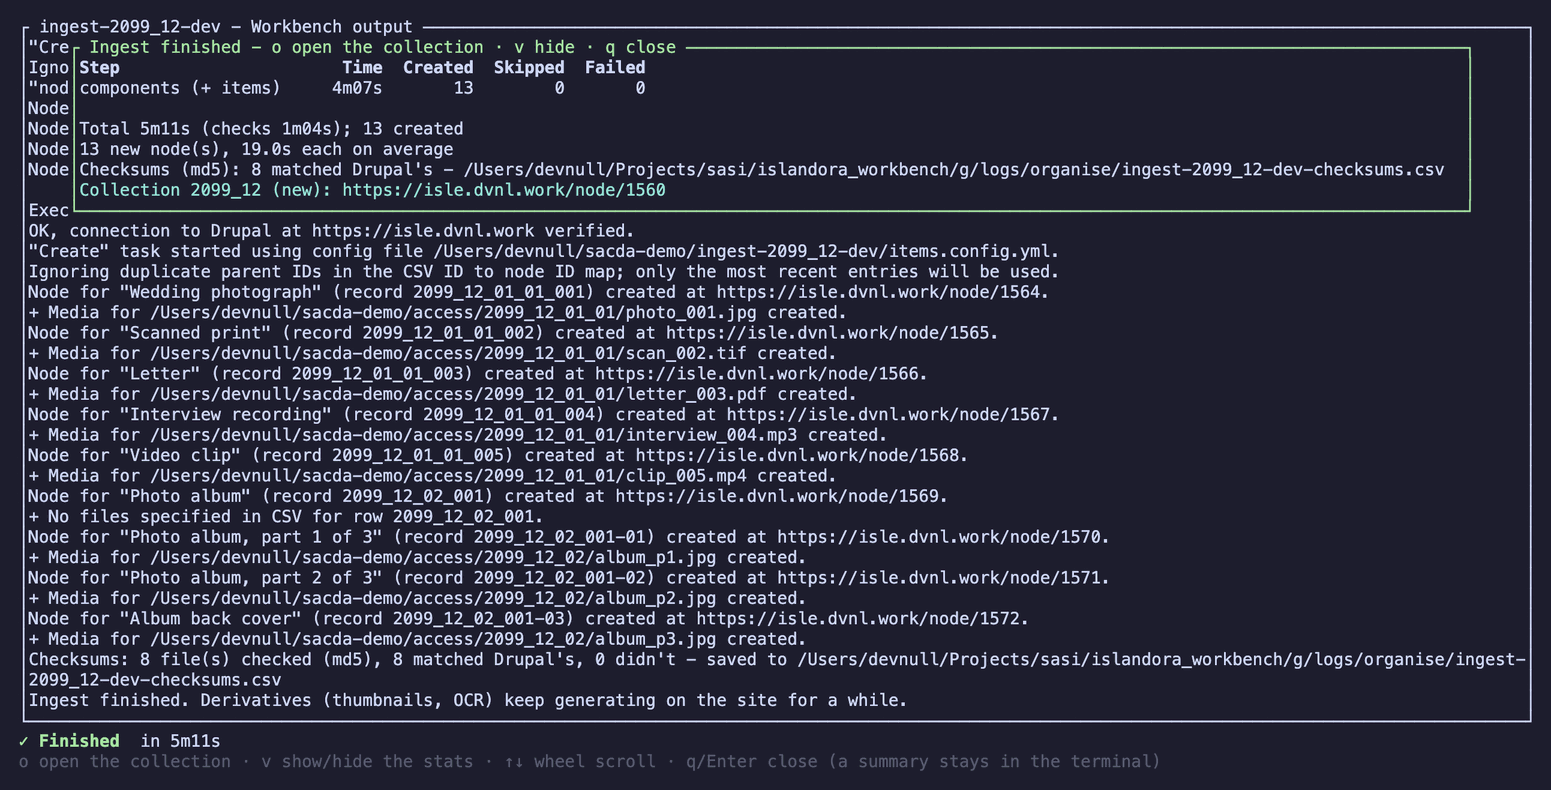 ingest-2099_12-dev — Workbench output
"Cre
Ingest finished — o open the collection · v hide · q close
Igno
Step Time Created Skipped Failed
"nod
components (+ items) 4m07s 13 0 0
Node
Node
Total 5m11s (checks 1m04s); 13 created
Node
13 new node(s), 19.0s each on average
Node
Checksums (md5): 8 matched Drupal's — /Users/devnull/Projects/sasi/islandora_workbench/g/logs/organise/ingest-2099_12-dev-checksums.csv
Collection 2099_12 (new): https://isle.dvnl.work/node/1560
Exec
OK, connection to Drupal at https://isle.dvnl.work verified.
"Create" task started using config file /Users/devnull/sacda-demo/ingest-2099_12-dev/items.config.yml.
Ignoring duplicate parent IDs in the CSV ID to node ID map; only the most recent entries will be used.
Node for "Wedding photograph" (record 2099_12_01_01_001) created at https://isle.dvnl.work/node/1564.
+ Media for /Users/devnull/sacda-demo/access/2099_12_01_01/photo_001.jpg created.
Node for "Scanned print" (record 2099_12_01_01_002) created at https://isle.dvnl.work/node/1565.
+ Media for /Users/devnull/sacda-demo/access/2099_12_01_01/scan_002.tif created.
Node for "Letter" (record 2099_12_01_01_003) created at https://isle.dvnl.work/node/1566.
+ Media for /Users/devnull/sacda-demo/access/2099_12_01_01/letter_003.pdf created.
Node for "Interview recording" (record 2099_12_01_01_004) created at https://isle.dvnl.work/node/1567.
+ Media for /Users/devnull/sacda-demo/access/2099_12_01_01/interview_004.mp3 created.
Node for "Video clip" (record 2099_12_01_01_005) created at https://isle.dvnl.work/node/1568.
+ Media for /Users/devnull/sacda-demo/access/2099_12_01_01/clip_005.mp4 created.
Node for "Photo album" (record 2099_12_02_001) created at https://isle.dvnl.work/node/1569.
+ No files specified in CSV for row 2099_12_02_001.
Node for "Photo album, part 1 of 3" (record 2099_12_02_001-01) created at https://isle.dvnl.work/node/1570.
+ Media for /Users/devnull/sacda-demo/access/2099_12_02/album_p1.jpg created.
Node for "Photo album, part 2 of 3" (record 2099_12_02_001-02) created at https://isle.dvnl.work/node/1571.
+ Media for /Users/devnull/sacda-demo/access/2099_12_02/album_p2.jpg created.
Node for "Album back cover" (record 2099_12_02_001-03) created at https://isle.dvnl.work/node/1572.
+ Media for /Users/devnull/sacda-demo/access/2099_12_02/album_p3.jpg created.
Checksums: 8 file(s) checked (md5), 8 matched Drupal's, 0 didn't — saved to /Users/devnull/Projects/sasi/islandora_workbench/g/logs/organise/ingest-
2099_12-dev-checksums.csv
Ingest finished. Derivatives (thumbnails, OCR) keep generating on the site for a while.
✓ Finished in 5m11s
o open the collection · v show/hide the stats · ↑↓ wheel scroll · q/Enter close (a summary stays in the terminal)